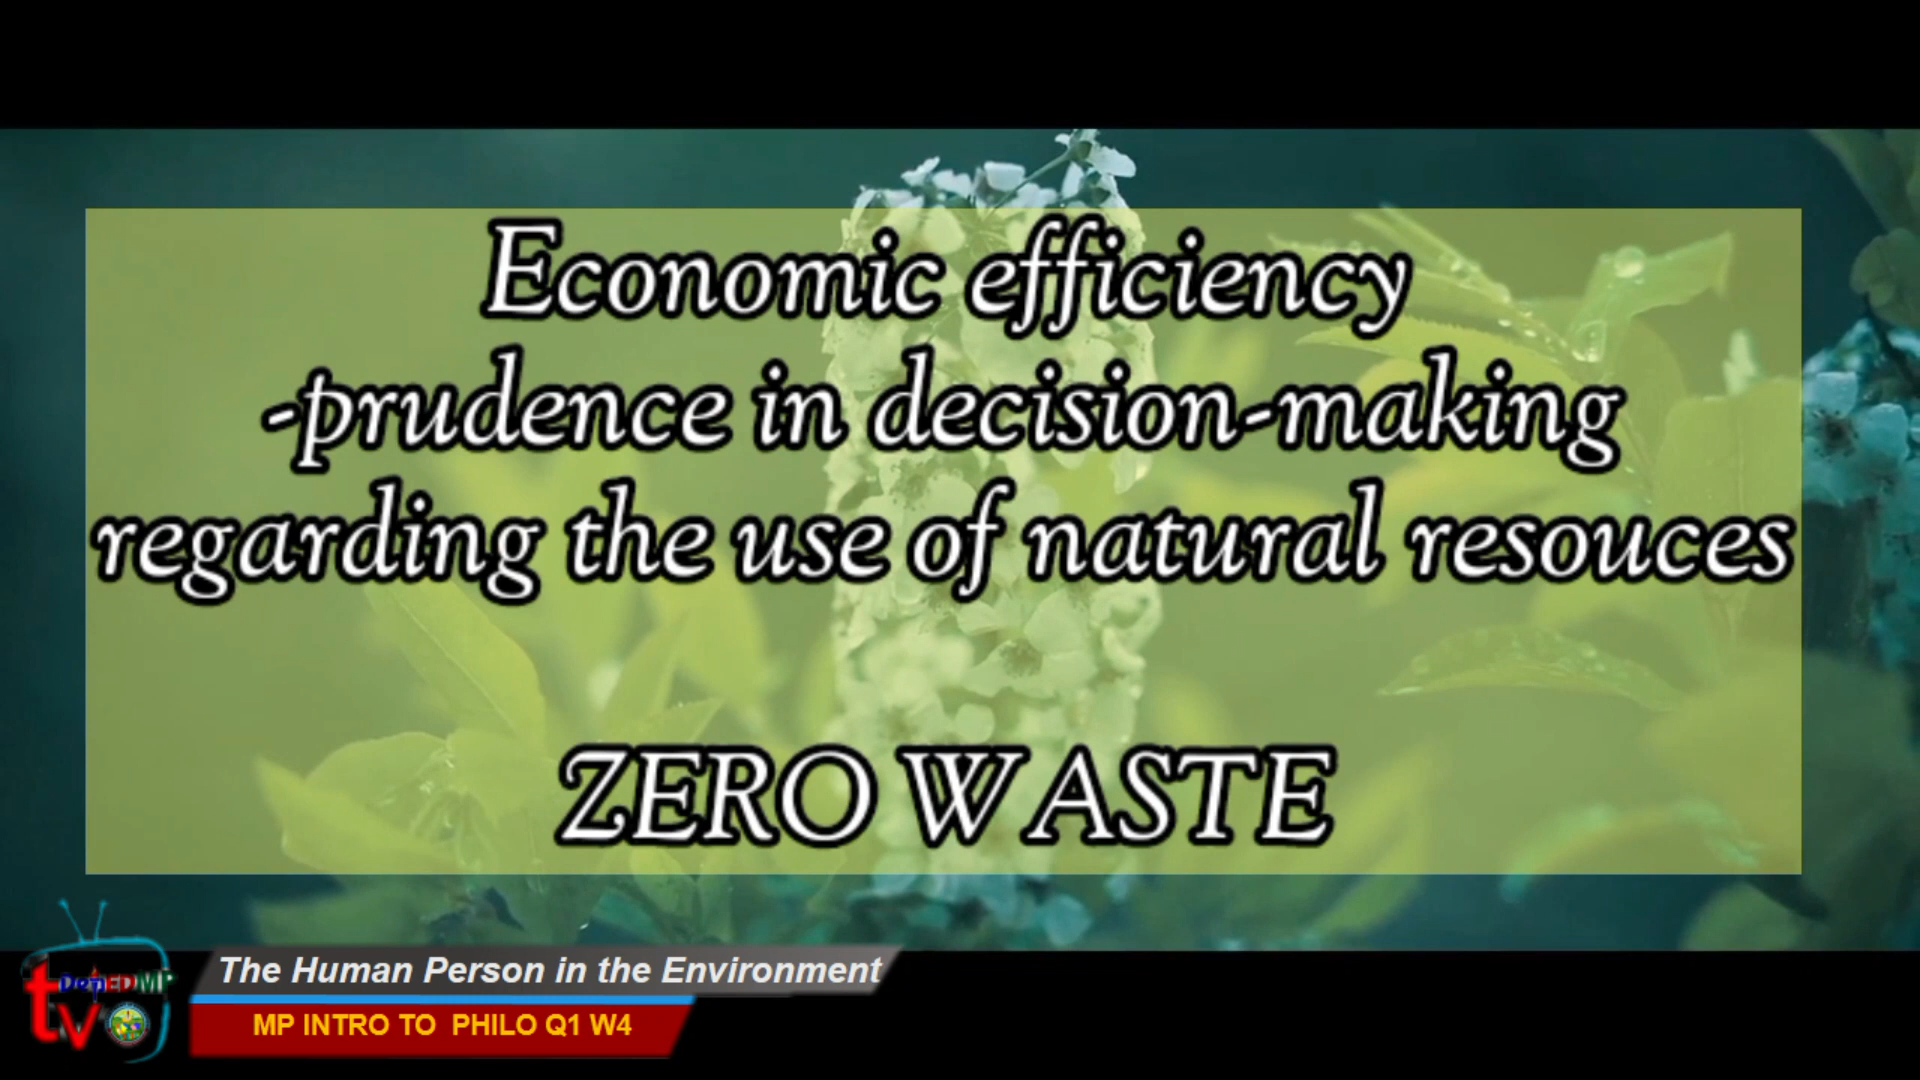 Economic efficiency
-prudence in decision-making
regarding the use of natural resouces
ZERO WASTE
The Human Person in the Environment
MP INTRO TO PHILO Q1 W4
DepEDMP
tv